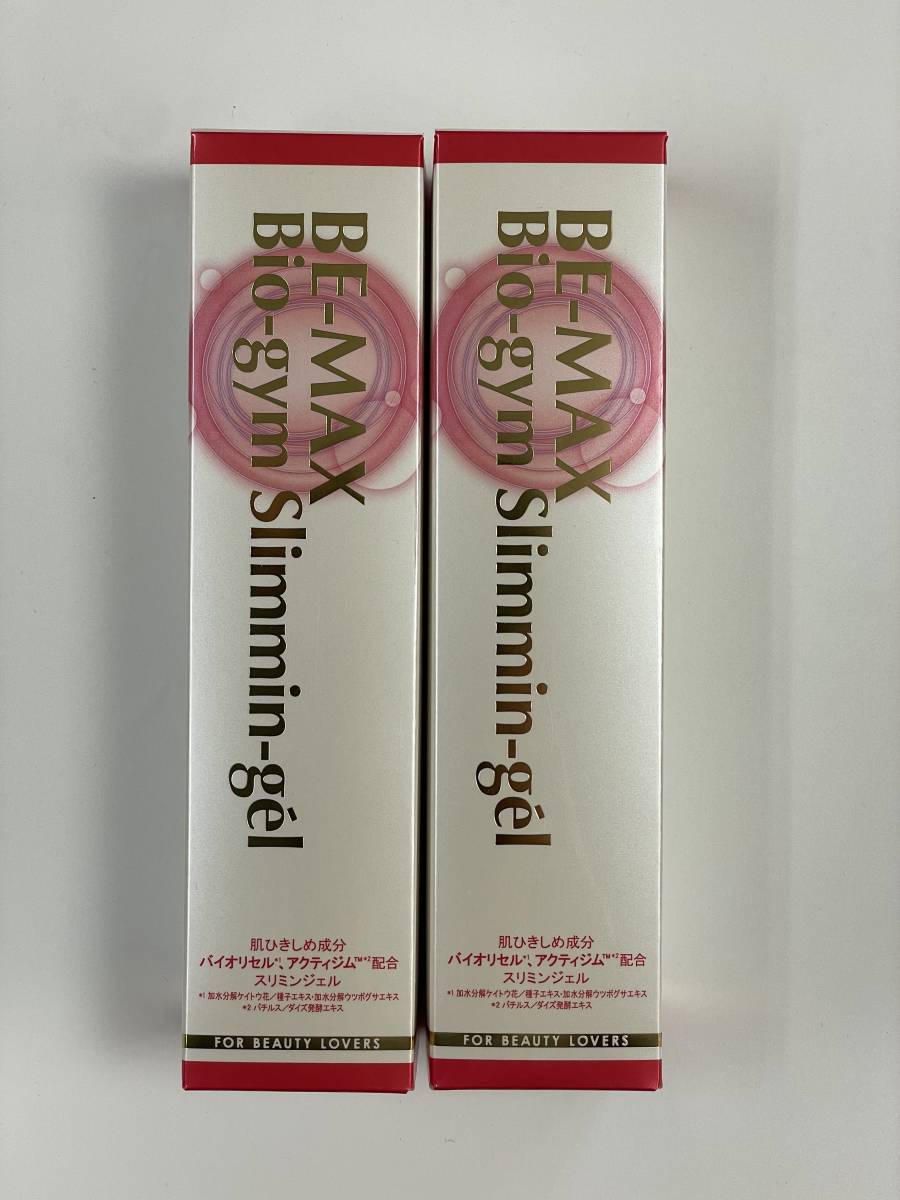 BE-MAX
Bio-gym
Slimmin-gél
肌ひきしめ成分
バイオリセル*1、アクティジム™*2配合
スリミンジェル
*1 加水分解ケイトウ花/種子エキス・加水分解ウツボグサエキス
*2 バチルス/ダイズ発酵エキス
FOR BEAUTY LOVERS
BE-MAX
Bio-gym
Slimmin-gél
肌ひきしめ成分
バイオリセル*1、アクティジム™*2配合
スリミンジェル
*1 加水分解ケイトウ花/種子エキス・加水分解ウツボグサエキス
*2 バチルス/ダイズ発酵エキス
FOR BEAUTY LOVERS